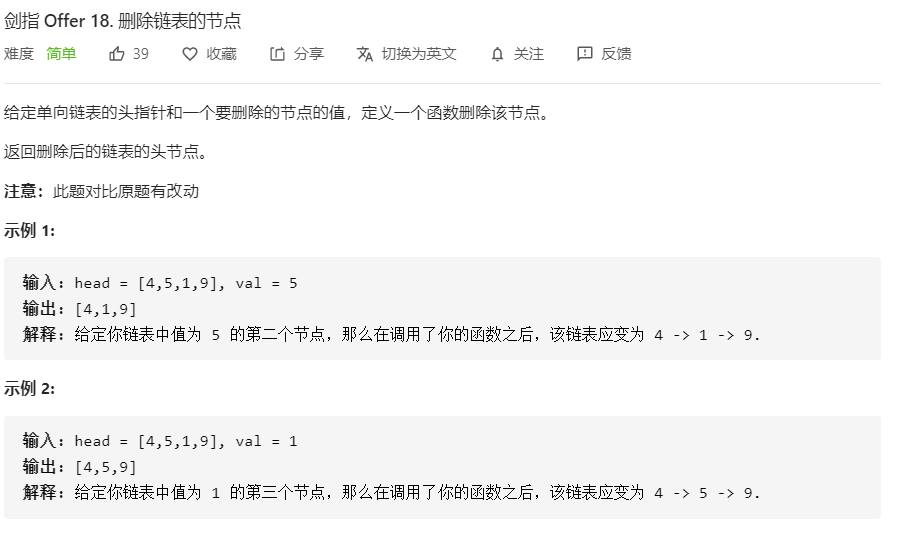 剑指 Offer 18. 删除链表的节点
难度 简单 39 收藏 分享 切换为英文 关注 反馈
给定单向链表的头指针和一个要删除的节点的值，定义一个函数删除该节点。
返回删除后的链表的头节点。
注意：此题对比原题有改动
示例 1:
输入：head = [4,5,1,9], val = 5
输出：[4,1,9]
解释：给定你链表中值为 5 的第二个节点，那么在调用了你的函数之后，该链表应变为 4 -> 1 -> 9.
示例 2:
输入：head = [4,5,1,9], val = 1
输出：[4,5,9]
解释：给定你链表中值为 1 的第三个节点，那么在调用了你的函数之后，该链表应变为 4 -> 5 -> 9.